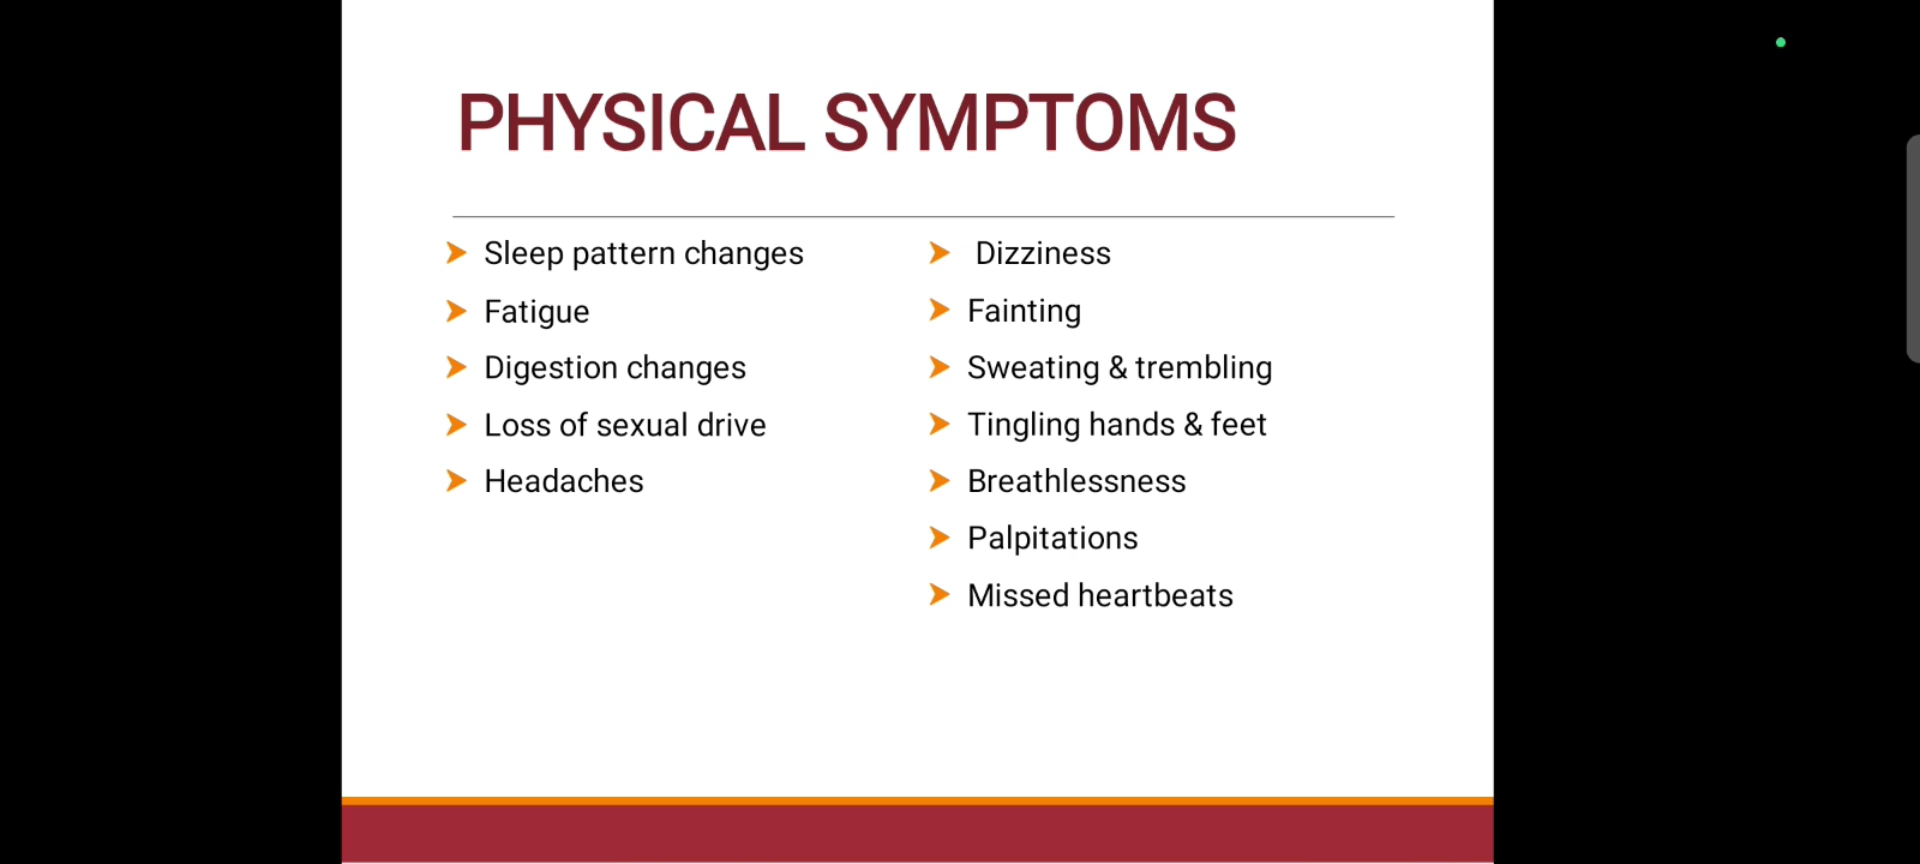 PHYSICAL SYMPTOMS
Sleep pattern changes
Fatigue
Digestion changes
Loss of sexual drive
Headaches
Dizziness
Fainting
Sweating & trembling
Tingling hands & feet
Breathlessness
Palpitations
Missed heartbeats